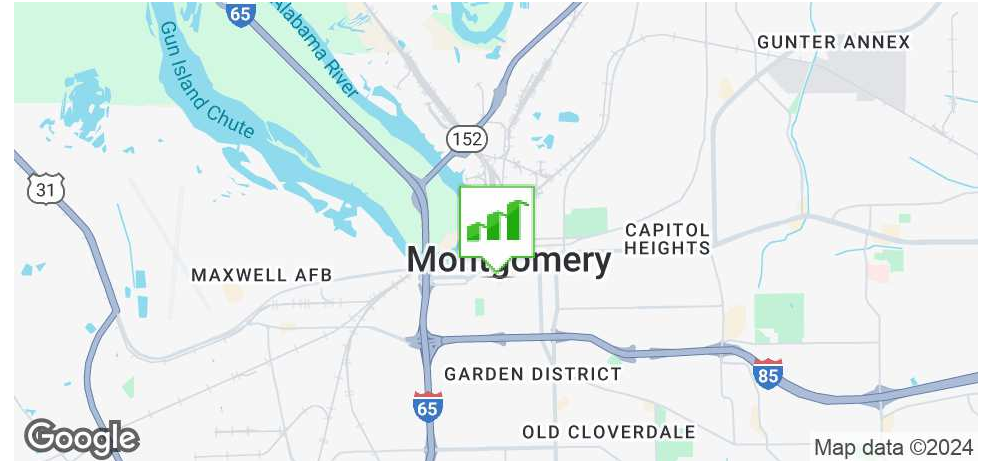 65
Alabama River
Gun Island Chute
GUNTER ANNEX
152
31
CAPITOL
HEIGHTS
Montgomery
MAXWELL AFB
GARDEN DISTRICT
85
65
OLD CLOVERDALE
Google
Map data ©2024